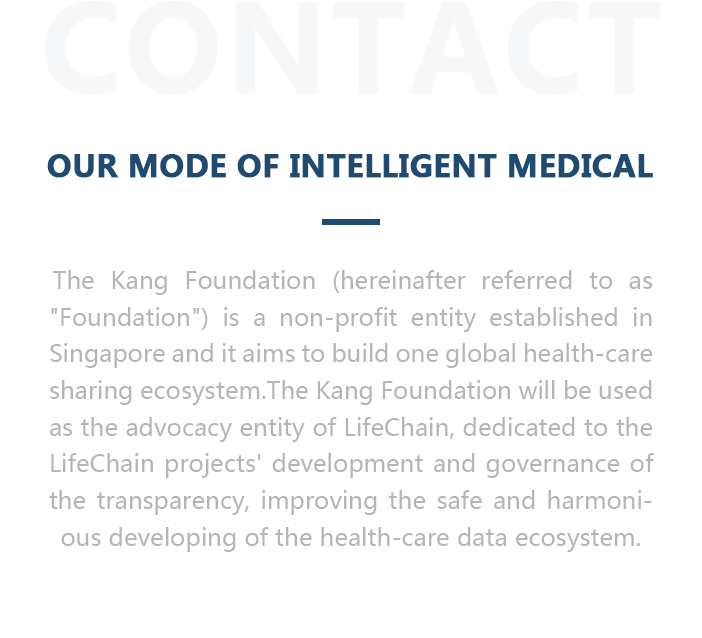 CONTACT
OUR MODE OF INTELLIGENT MEDICAL
The Kang Foundation (hereinafter referred to as
"Foundation") is a non-profit entity established in
Singapore and it aims to build one global health-care
sharing ecosystem.The Kang Foundation will be used
as the advocacy entity of LifeChain, dedicated to the
LifeChain projects' development and governance of
the transparency, improving the safe and harmoni-
ous developing of the health-care data ecosystem.